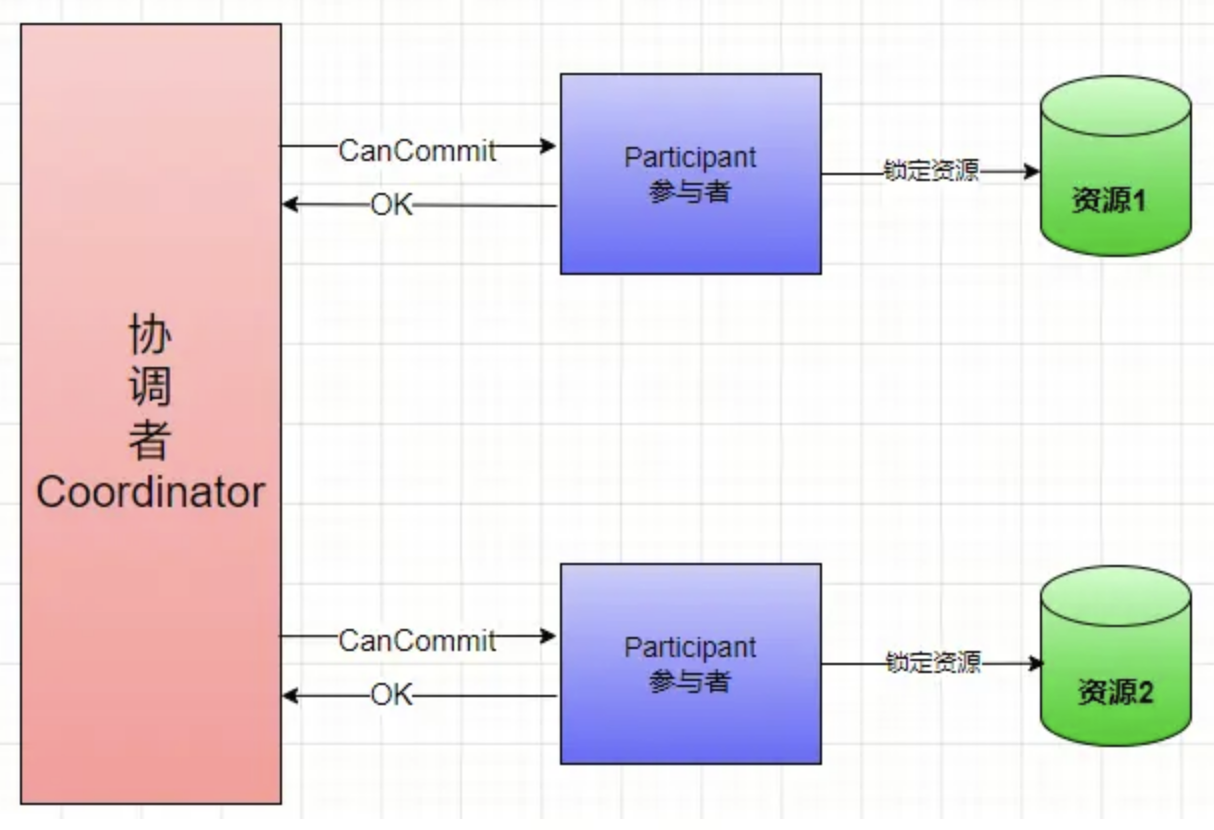 协
调
者
Coordinator
CanCommit
OK
Participant
参与者
锁定资源
资源1
CanCommit
OK
Participant
参与者
锁定资源
资源2